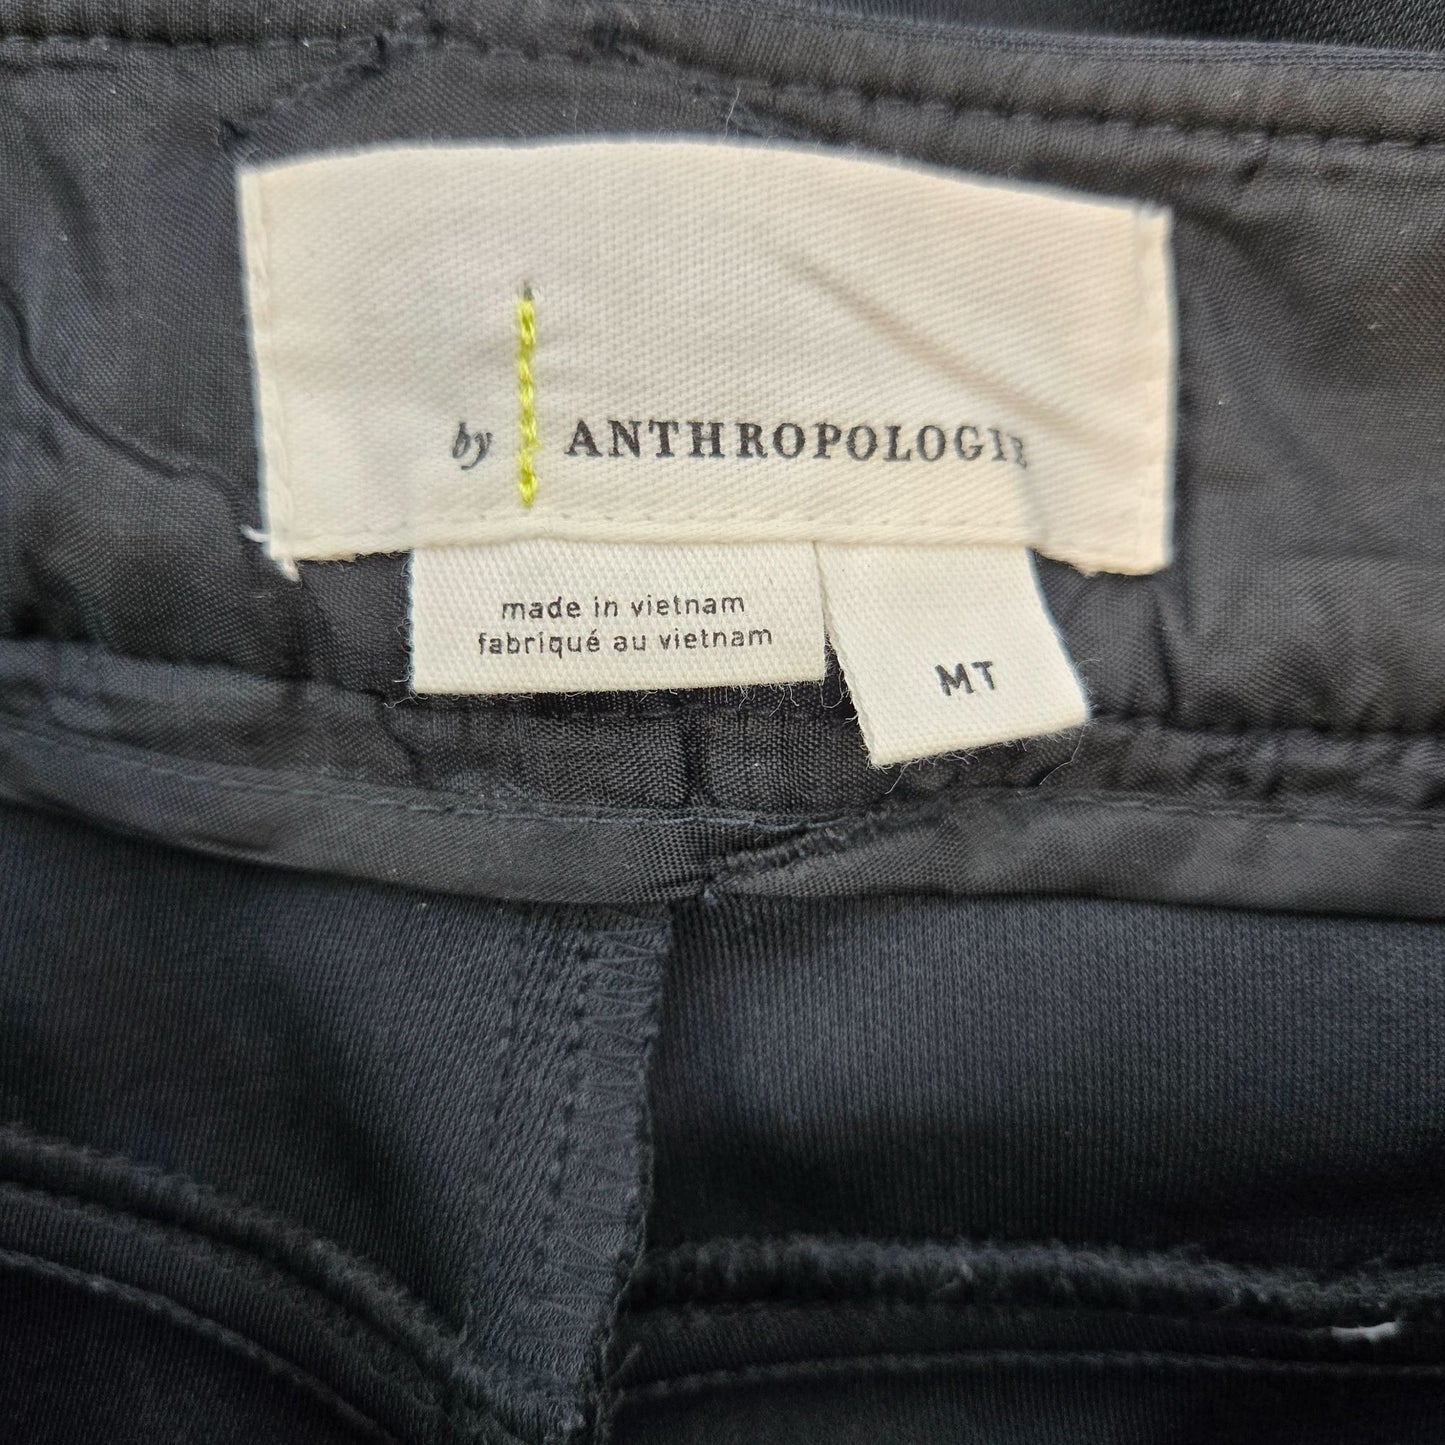 by ANTHROPOLOGIE
made in vietnam
fabriqué au vietnam
MT